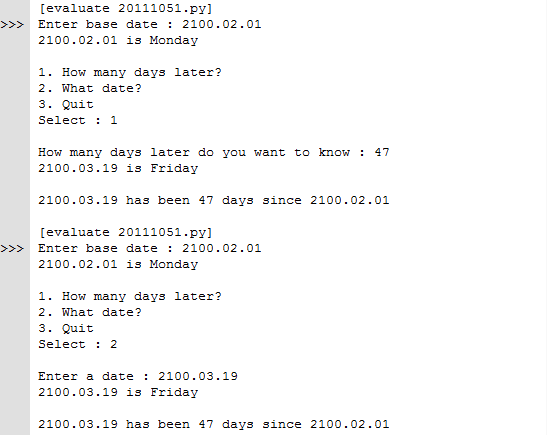 [evaluate 20111051.py]
>>> Enter base date : 2100.02.01
2100.02.01 is Monday
1. How many days later?
2. What date?
3. Quit
Select : 1
How many days later do you want to know : 47
2100.03.19 is Friday
2100.03.19 has been 47 days since 2100.02.01
[evaluate 20111051.py]
>>> Enter base date : 2100.02.01
2100.02.01 is Monday
1. How many days later?
2. What date?
3. Quit
Select : 2
Enter a date : 2100.03.19
2100.03.19 is Friday
2100.03.19 has been 47 days since 2100.02.01